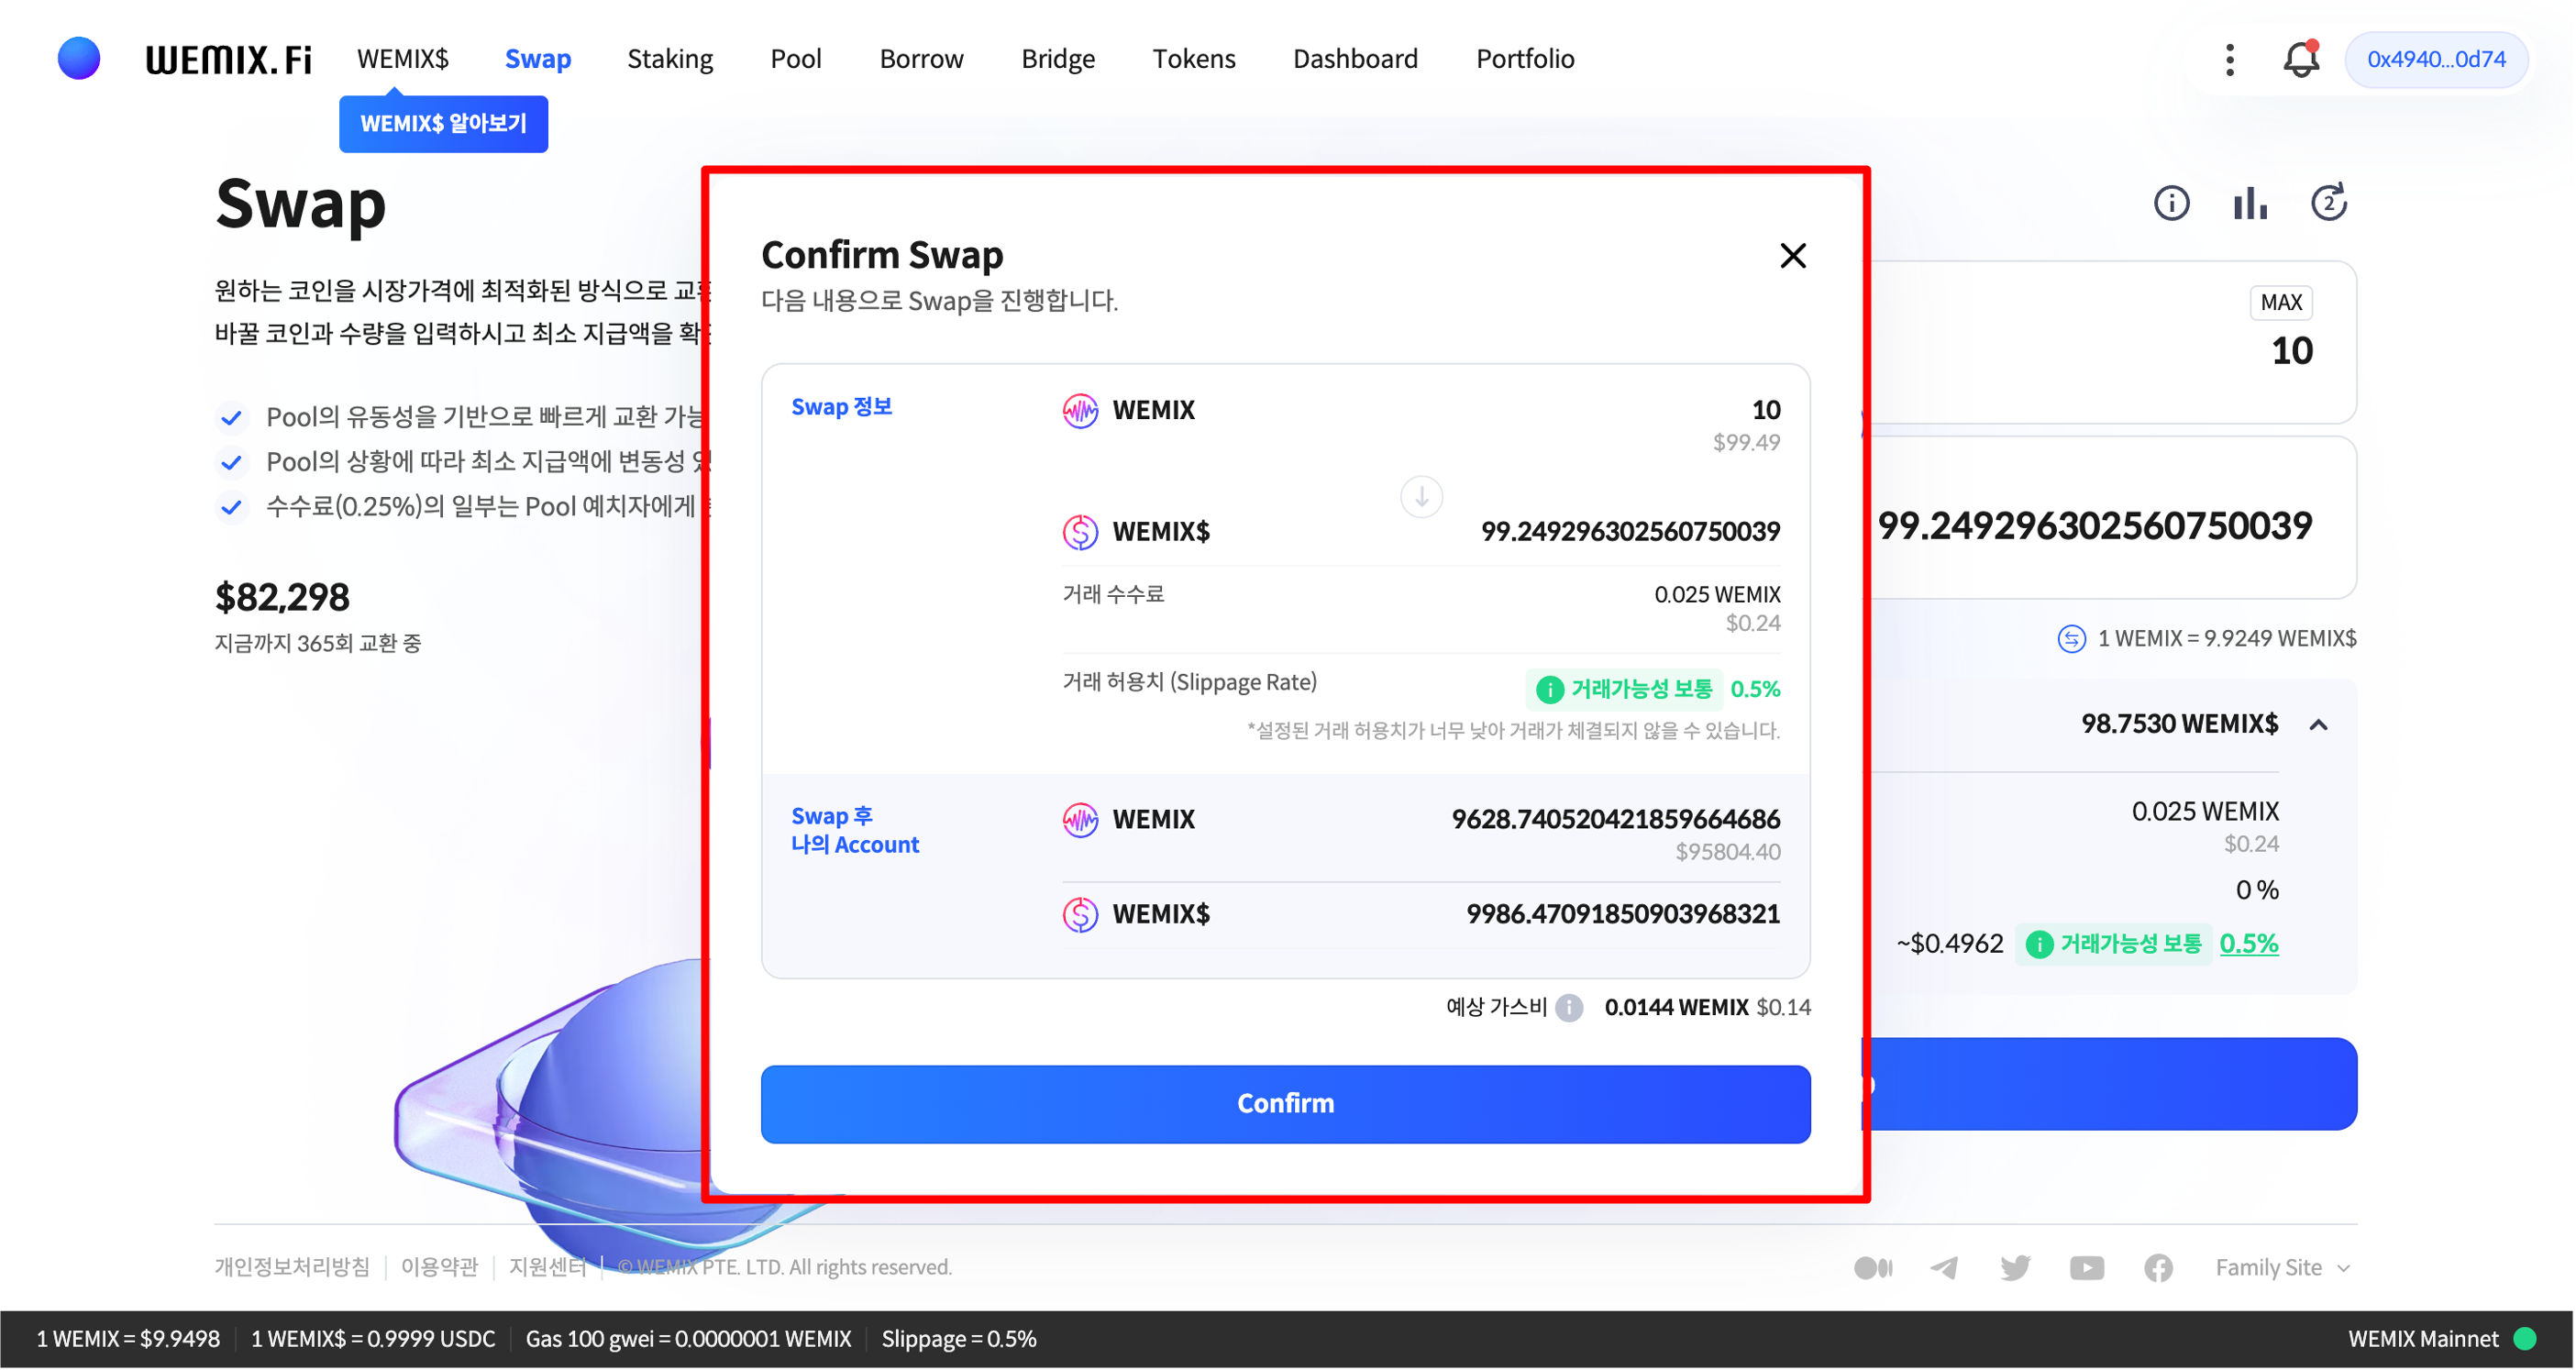 WEMIX.Fi WEMIX$ Swap Staking Pool Borrow Bridge Tokens Dashboard Portfolio 0x4940...0d74
WEMIX$ 알아보기
Swap
원하는 코인을 시장가격에 최적화된 방식으로 교환
바꿀 코인과 수량을 입력하시고 최소 지급액을 확
Pool의 유동성을 기반으로 빠르게 교환 가능
Pool의 상황에 따라 최소 지급액에 변동성 있
수수료(0.25%)의 일부는 Pool 예치자에게
$82,298
지금까지 365회 교환 중
Confirm Swap
다음 내용으로 Swap을 진행합니다.
Swap 정보
WEMIX 10
$99.49
WEMIX$ 99.249296302560750039
거래 수수료 0.025 WEMIX
$0.24
거래 허용치 (Slippage Rate) 거래가능성 보통 0.5%
*설정된 거래 허용치가 너무 낮아 거래가 체결되지 않을 수 있습니다.
Swap 후
나의 Account
WEMIX 9628.740520421859664686
$95804.40
WEMIX$ 9986.47091850903968321
예상 가스비 0.0144 WEMIX $0.14
Confirm
2
MAX
10
99.249296302560750039
1 WEMIX = 9.9249 WEMIX$
98.7530 WEMIX$
0.025 WEMIX
$0.24
0 %
~$0.4962 거래가능성 보통 0.5%
개인정보처리방침 이용약관 지원센터 © WEMIX PTE. LTD. All rights reserved. Family Site
1 WEMIX = $9.9498 1 WEMIX$ = 0.9999 USDC Gas 100 gwei = 0.0000001 WEMIX Slippage = 0.5% WEMIX Mainnet